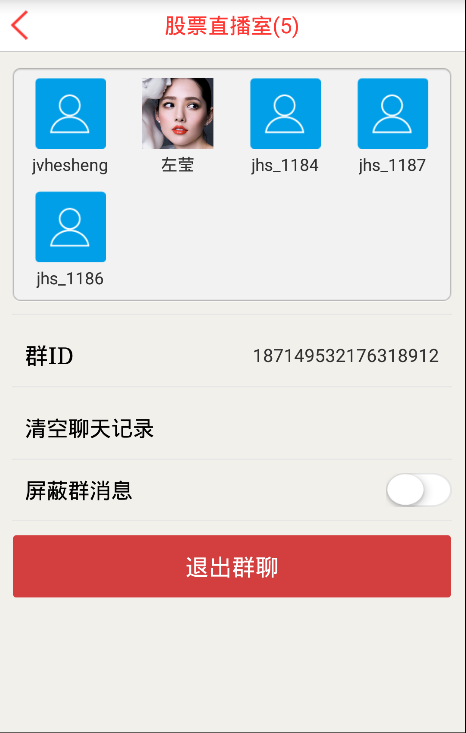 股票直播室(5)
jvhesheng 左莹 jhs_1184 jhs_1187
jhs_1186
群ID 187149532176318912
清空聊天记录
屏蔽群消息
退出群聊